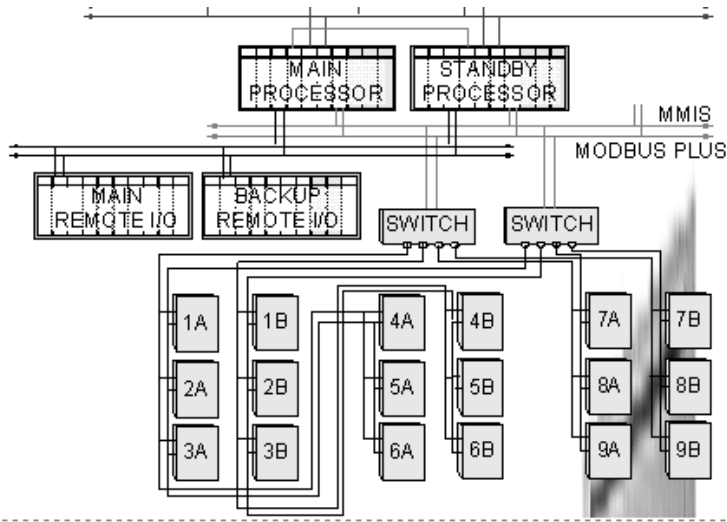 MAIN
PROCESSOR
STANDBY
PROCESSOR
MMIS
MODBUS PLUS
MAIN
REMOTE I/O
BACKUP
REMOTE I/O
SWITCH
SWITCH
1A 1B 4A 4B 7A 7B
2A 2B 5A 5B 8A 8B
3A 3B 6A 6B 9A 9B